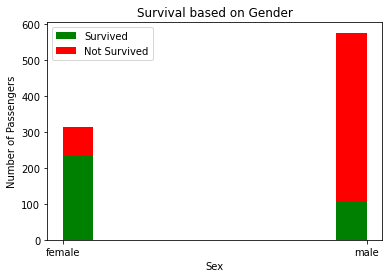 Survival based on Gender
Survived
Not Survived
Number of Passengers
600
500
400
300
200
100
0
female
male
Sex